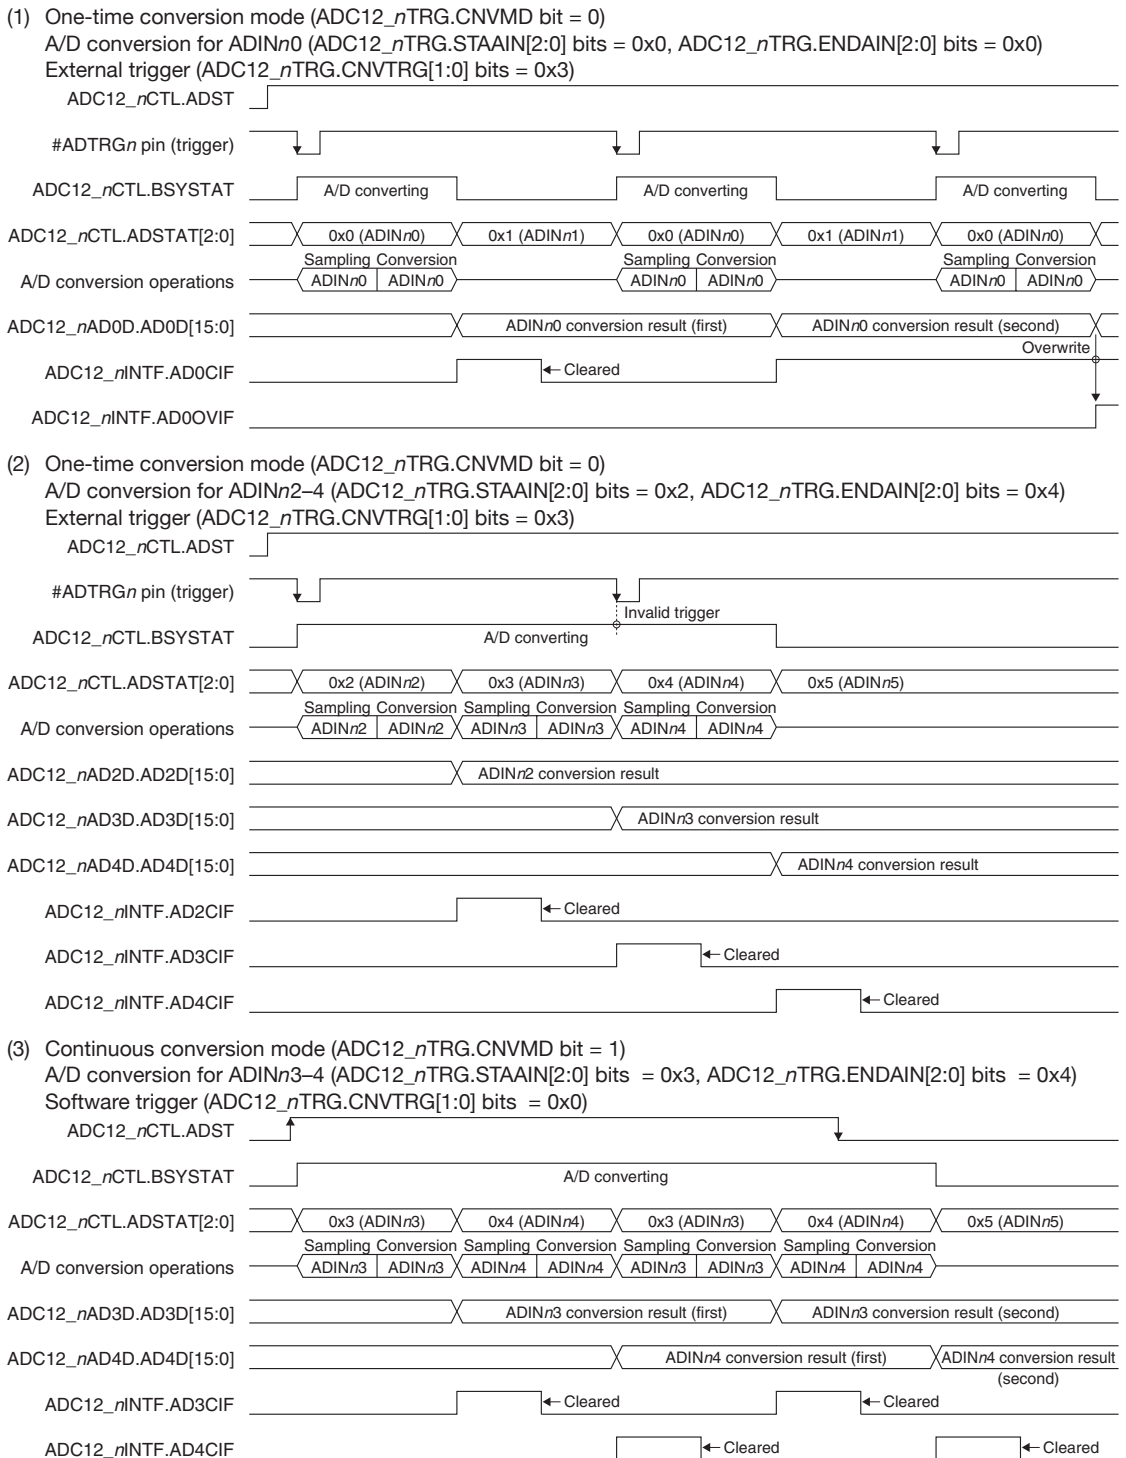 (1) One-time conversion mode (ADC12_nTRG.CNVMD bit = 0)
A/D conversion for ADINn0 (ADC12_nTRG.STAAIN[2:0] bits = 0x0, ADC12_nTRG.ENDAIN[2:0] bits = 0x0)
External trigger (ADC12_nTRG.CNVTRG[1:0] bits = 0x3)
ADC12_nCTL.ADST
#ADTRGn pin (trigger)
ADC12_nCTL.BSYSTAT A/D converting A/D converting A/D converting
ADC12_nCTL.ADSTAT[2:0] 0x0 (ADINn0) 0x1 (ADINn1) 0x0 (ADINn0) 0x1 (ADINn1) 0x0 (ADINn0)
Sampling Conversion Sampling Conversion Sampling Conversion
A/D conversion operations ADINn0 ADINn0 ADINn0 ADINn0 ADINn0 ADINn0
ADC12_nAD0D.AD0D[15:0] ADINn0 conversion result (first) ADINn0 conversion result (second)
Overwrite
ADC12_nINTF.AD0CIF Cleared
ADC12_nINTF.AD0OVIF
(2) One-time conversion mode (ADC12_nTRG.CNVMD bit = 0)
A/D conversion for ADINn2–4 (ADC12_nTRG.STAAIN[2:0] bits = 0x2, ADC12_nTRG.ENDAIN[2:0] bits = 0x4)
External trigger (ADC12_nTRG.CNVTRG[1:0] bits = 0x3)
ADC12_nCTL.ADST
#ADTRGn pin (trigger)
Invalid trigger
ADC12_nCTL.BSYSTAT A/D converting
ADC12_nCTL.ADSTAT[2:0] 0x2 (ADINn2) 0x3 (ADINn3) 0x4 (ADINn4) 0x5 (ADINn5)
Sampling Conversion Sampling Conversion Sampling Conversion
A/D conversion operations ADINn2 ADINn2 ADINn3 ADINn3 ADINn4 ADINn4
ADC12_nAD2D.AD2D[15:0] ADINn2 conversion result
ADC12_nAD3D.AD3D[15:0] ADINn3 conversion result
ADC12_nAD4D.AD4D[15:0] ADINn4 conversion result
ADC12_nINTF.AD2CIF Cleared
ADC12_nINTF.AD3CIF Cleared
ADC12_nINTF.AD4CIF Cleared
(3) Continuous conversion mode (ADC12_nTRG.CNVMD bit = 1)
A/D conversion for ADINn3–4 (ADC12_nTRG.STAAIN[2:0] bits = 0x3, ADC12_nTRG.ENDAIN[2:0] bits = 0x4)
Software trigger (ADC12_nTRG.CNVTRG[1:0] bits = 0x0)
ADC12_nCTL.ADST
ADC12_nCTL.BSYSTAT A/D converting
ADC12_nCTL.ADSTAT[2:0] 0x3 (ADINn3) 0x4 (ADINn4) 0x3 (ADINn3) 0x4 (ADINn4) 0x5 (ADINn5)
Sampling Conversion Sampling Conversion Sampling Conversion Sampling Conversion
A/D conversion operations ADINn3 ADINn3 ADINn4 ADINn4 ADINn3 ADINn3 ADINn4 ADINn4
ADC12_nAD3D.AD3D[15:0] ADINn3 conversion result (first) ADINn3 conversion result (second)
ADC12_nAD4D.AD4D[15:0] ADINn4 conversion result (first) ADINn4 conversion result
(second)
ADC12_nINTF.AD3CIF Cleared Cleared
ADC12_nINTF.AD4CIF Cleared Cleared